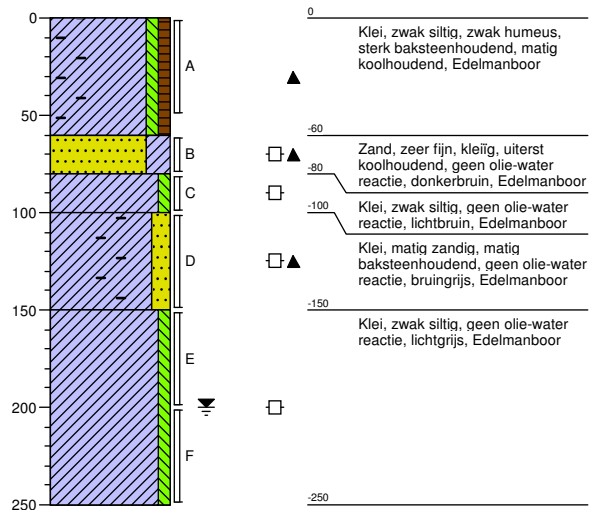 0
50
100
150
200
250
A
B
C
D
E
F
0
Klei, zwak siltig, zwak humeus,
sterk baksteenhoudend, matig
koolhoudend, Edelmanboor
-60
Zand, zeer fijn, kleiïg, uiterst
koolhoudend, geen olie-water
reactie, donkerbruin, Edelmanboor
-80
Klei, zwak siltig, geen olie-water
reactie, lichtbruin, Edelmanboor
-100
Klei, matig zandig, matig
baksteenhoudend, geen olie-water
reactie, bruingrijs, Edelmanboor
-150
Klei, zwak siltig, geen olie-water
reactie, lichtgrijs, Edelmanboor
-250